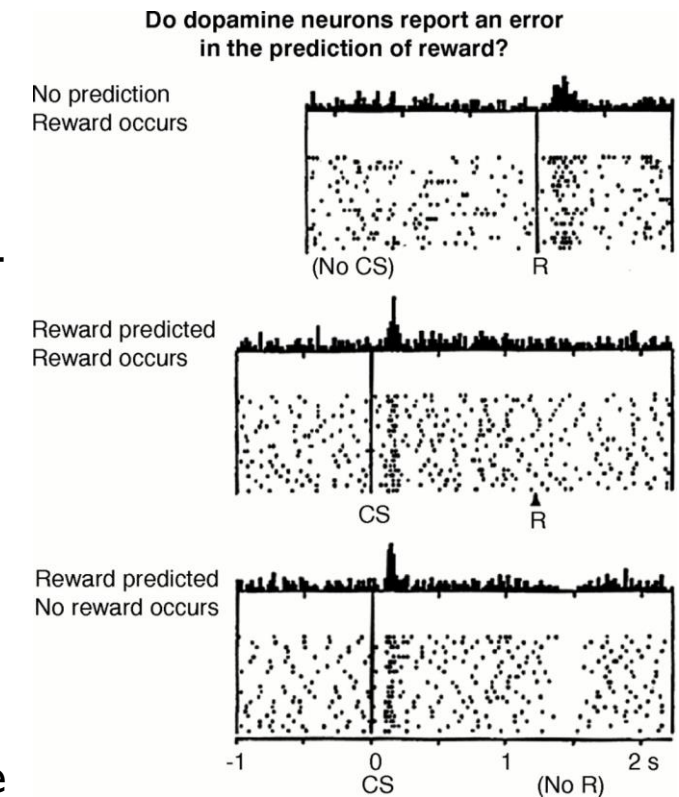 Do dopamine neurons report an error
in the prediction of reward?
No prediction
Reward occurs
(No CS)
R
Reward predicted
Reward occurs
CS
R
Reward predicted
No reward occurs
-1
0
1
2 s
CS
(No R)